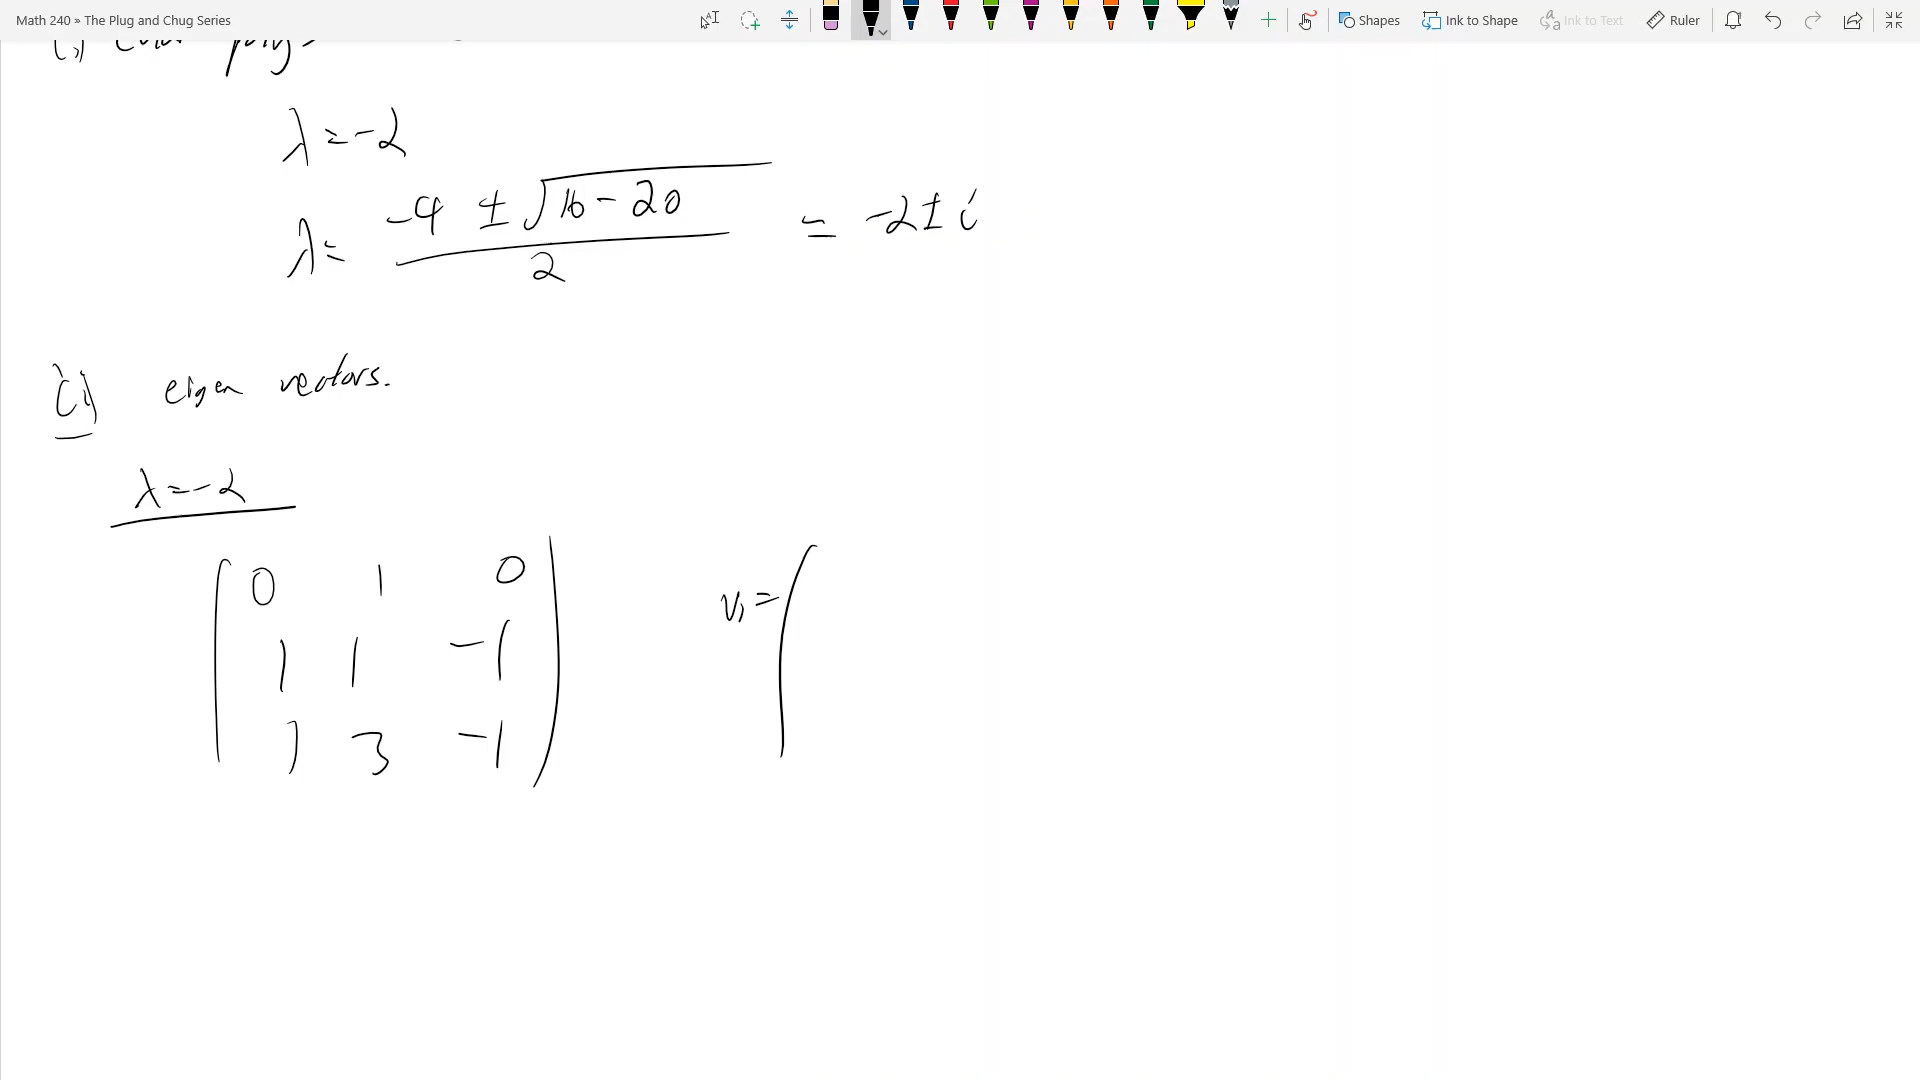 Math 240 » The Plug and Chug Series
Shapes
Ink to Shape
Ink to Text
Ruler
λ = -2
λ = (-4 ± √(16 - 20)) / 2 = -2 ± i
eigen vectors.
λ = -2
0 1 0
1 1 -1
1 3 -1
v₁ = (